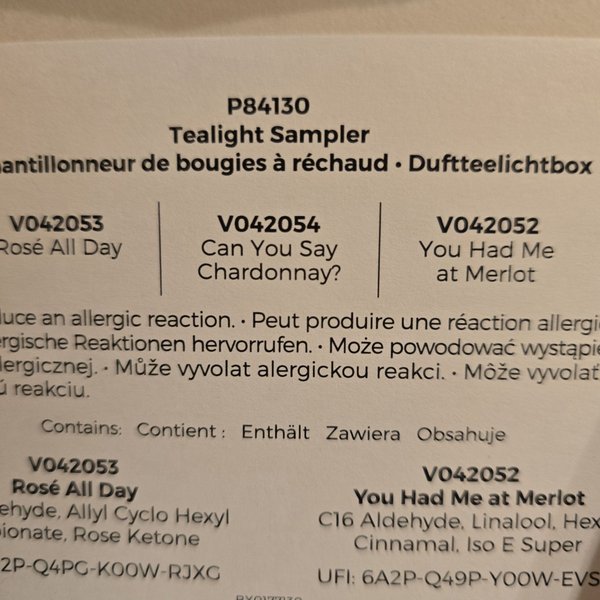 P84130
Tealight Sampler
antillonneur de bougies à réchaud • Duftteelichtbox
V042053 V042054 V042052
Rosé All Day Can You Say You Had Me
Chardonnay? at Merlot
duce an allergic reaction. • Peut produire une réaction allergi
ergische Reaktionen hervorrufen. • Może powodować wystąpie
lergicznej. • Může vyvolat alergickou reakci. • Môže vyvolať
ú reakciu.
Contains: Contient : Enthält Zawiera Obsahuje
V042053
Rosé All Day
ehyde, Allyl Cyclo Hexyl
pionate, Rose Ketone
2P-Q4PG-K00W-RJXG
V042052
You Had Me at Merlot
C16 Aldehyde, Linalool, Hex
Cinnamal, Iso E Super
UFI: 6A2P-Q49P-Y00W-EVS